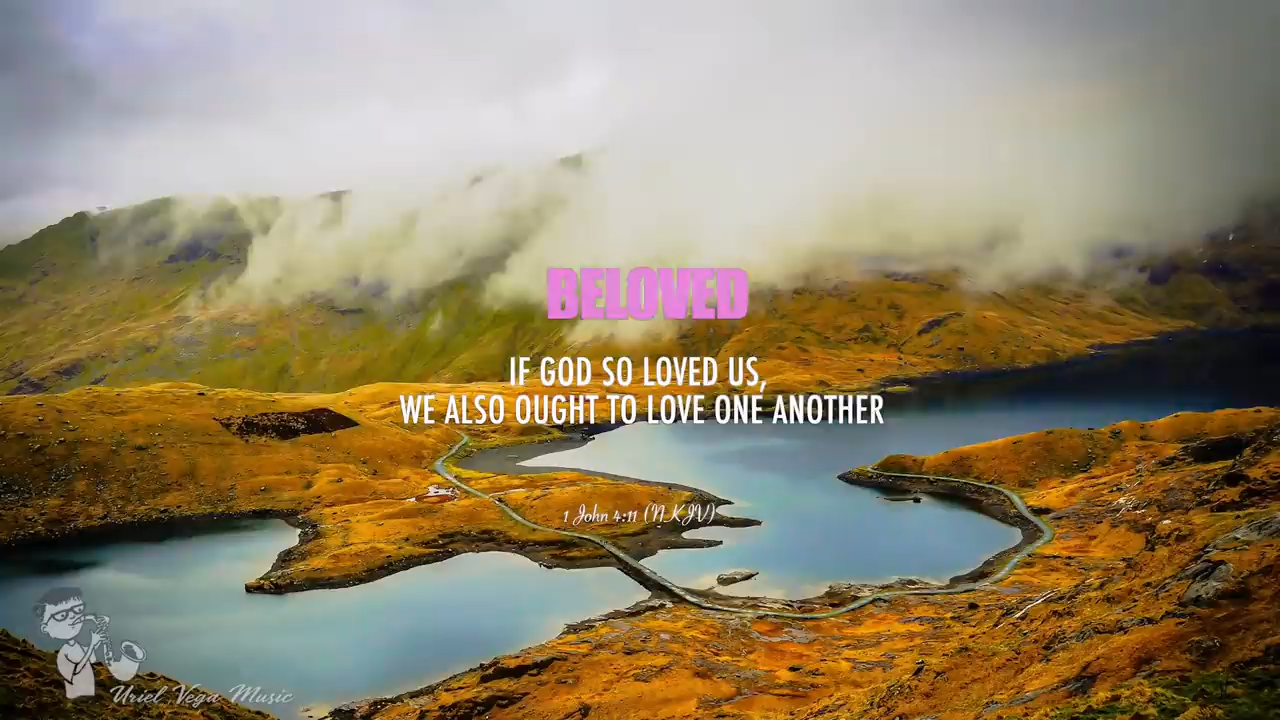 BELOVED
IF GOD SO LOVED US,
WE ALSO OUGHT TO LOVE ONE ANOTHER
1 John 4:11 (NKJV)
Uriel Vega Music